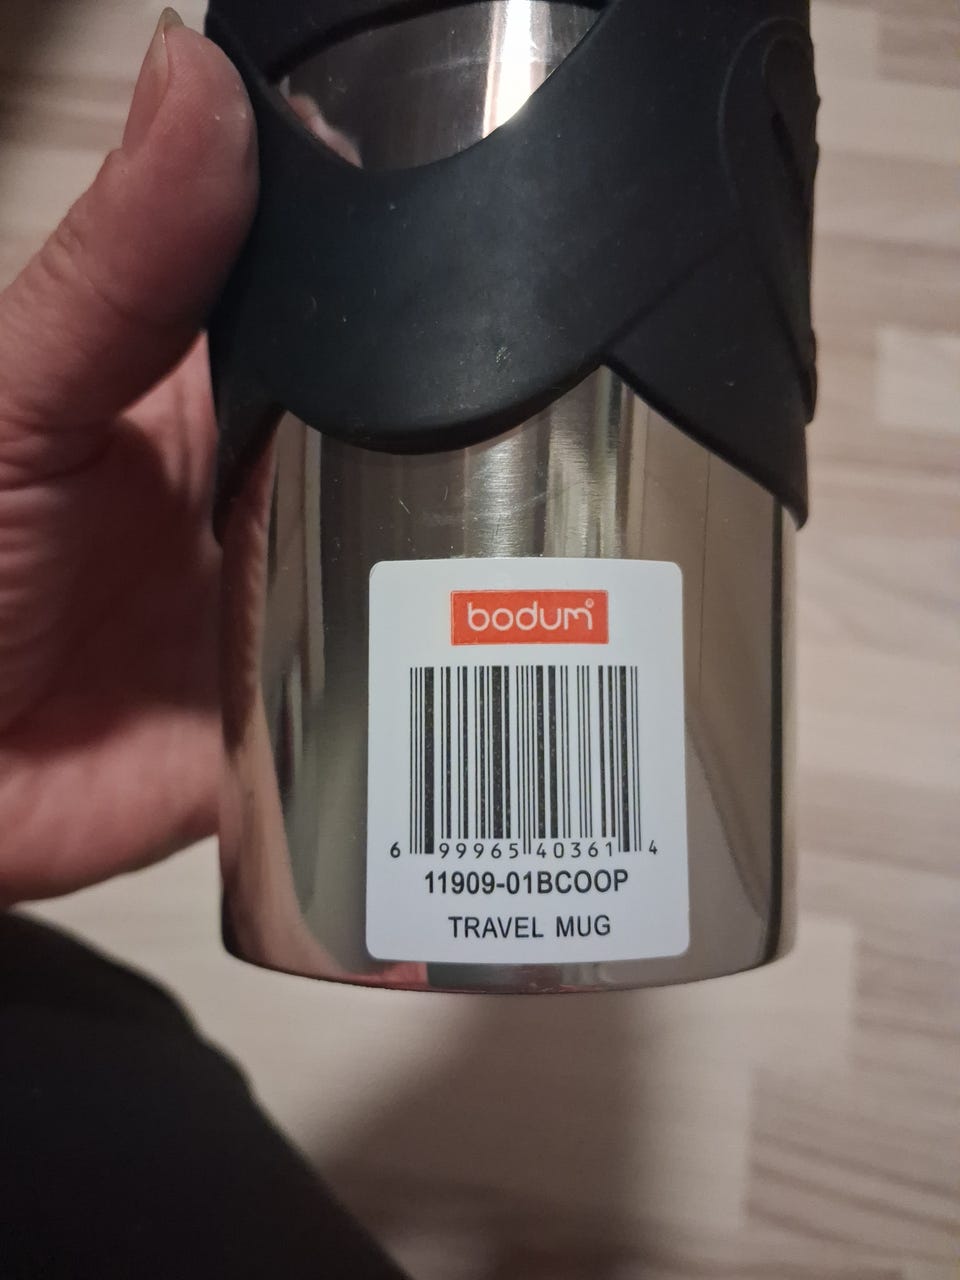 bodum®
6 99965 40361 4
11909-01BCOOP
TRAVEL MUG